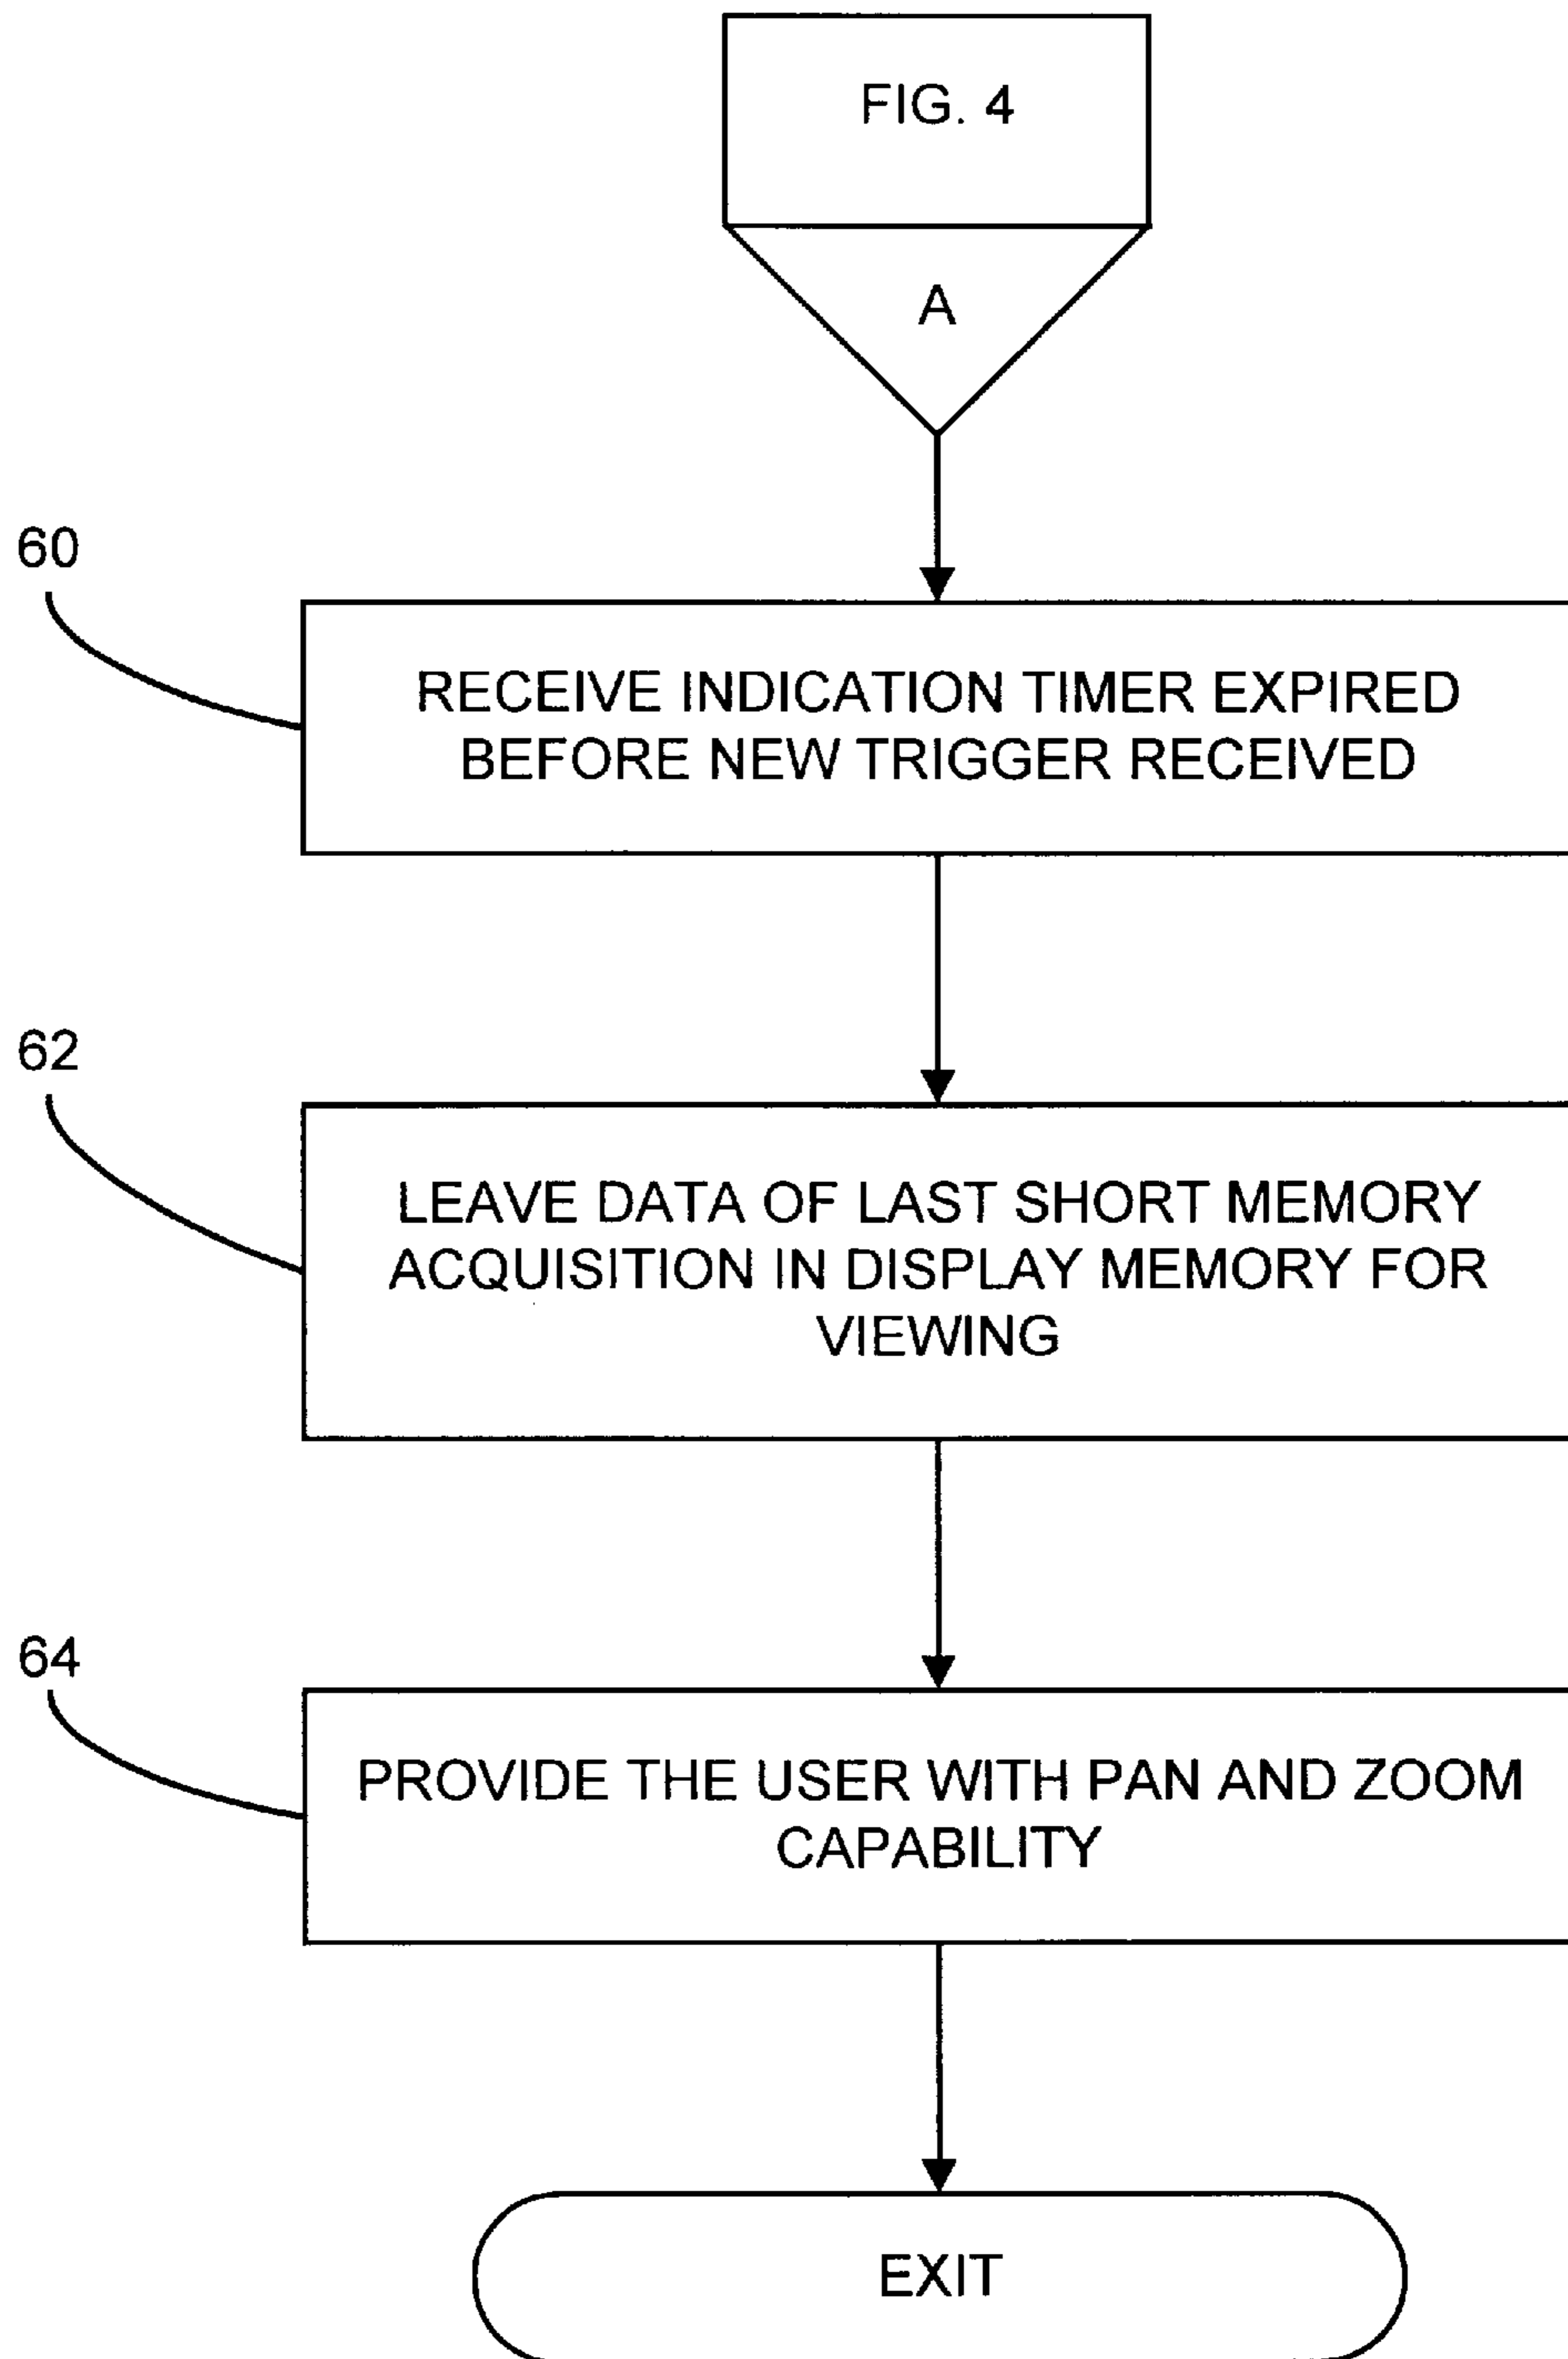 FIG. 4
A
60
RECEIVE INDICATION TIMER EXPIRED
BEFORE NEW TRIGGER RECEIVED
62
LEAVE DATA OF LAST SHORT MEMORY
ACQUISITION IN DISPLAY MEMORY FOR
VIEWING
64
PROVIDE THE USER WITH PAN AND ZOOM
CAPABILITY
EXIT